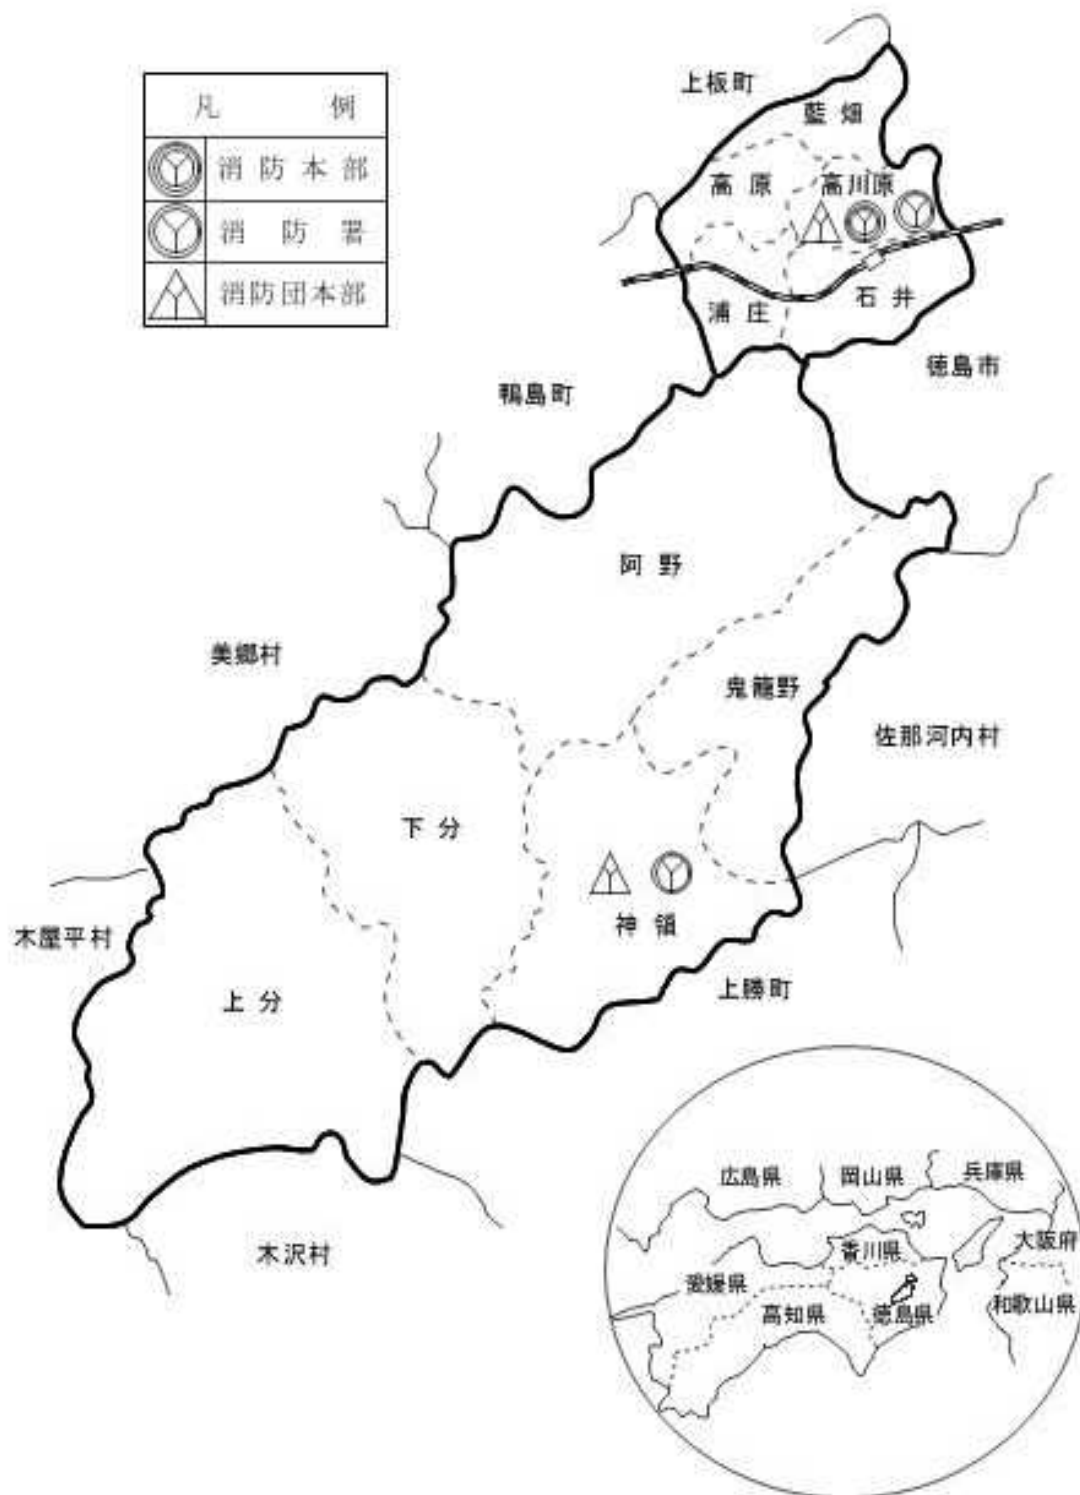 凡例
消防本部
消防署
消防団本部
上板町
藍畑
高原
高川原
浦庄
石井
徳島市
鴨島町
阿野
美郷村
鬼籠野
佐那河内村
下分
神領
木屋平村
上分
上勝町
木沢村
広島県
岡山県
兵庫県
香川県
大阪府
愛媛県
高知県
徳島県
和歌山県